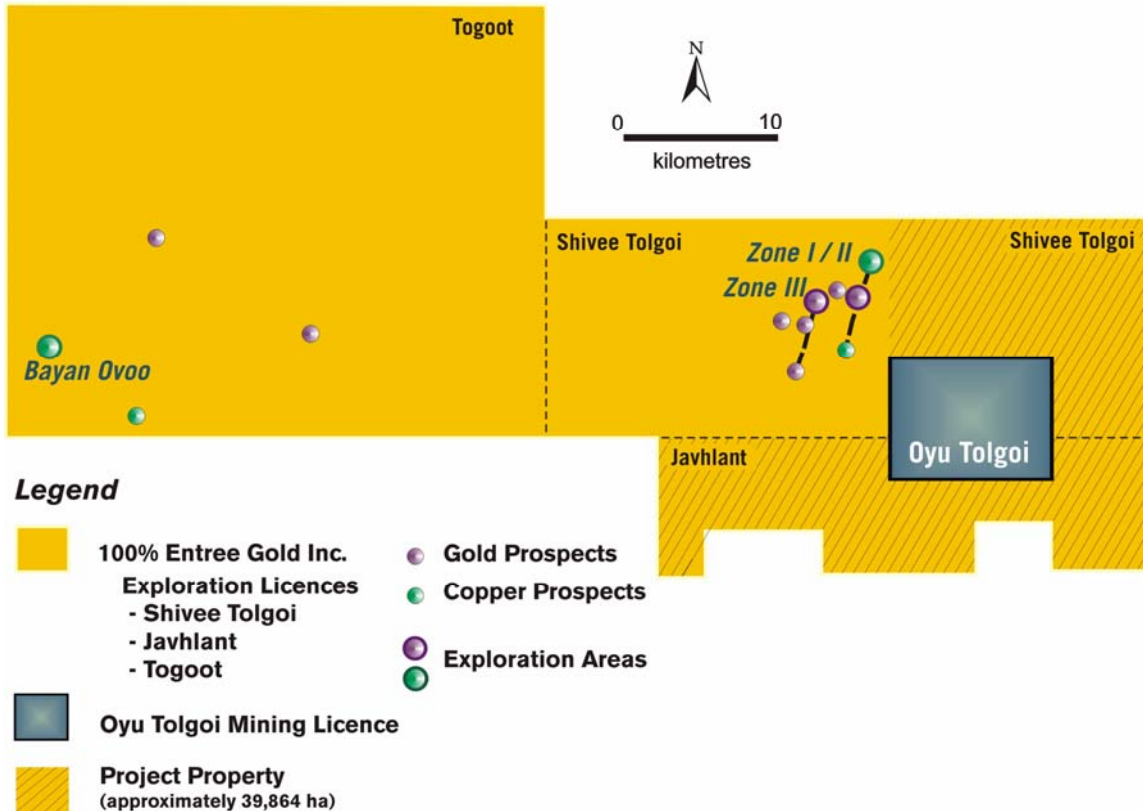 Togoot
N
0 10
kilometres
Shivee Tolgoi
Shivee Tolgoi
Zone I / II
Zone III
Bayan Ovoo
Oyu Tolgoi
Javhlant
Legend
100% Entree Gold Inc.
Exploration Licences
- Shivee Tolgoi
- Javhlant
- Togoot
Gold Prospects
Copper Prospects
Exploration Areas
Oyu Tolgoi Mining Licence
Project Property
(approximately 39,864 ha)